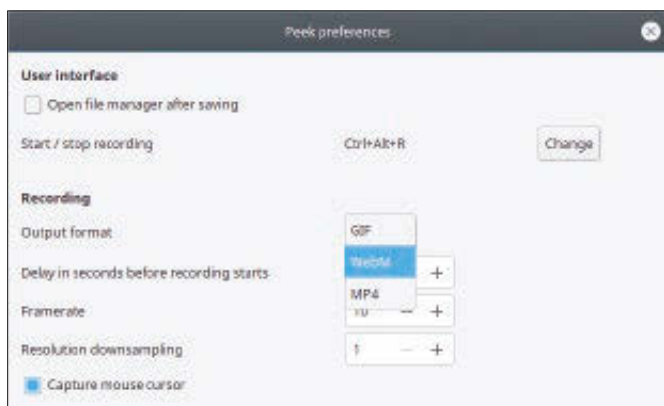 Peek preferences
User interface
Open file manager after saving
Start / stop recording Ctrl+Alt+R Change
Recording
Output format GIF
WebM
Delay in seconds before recording starts +
MP4
Framerate 10 - +
Resolution downsampling 1 - +
Capture mouse cursor